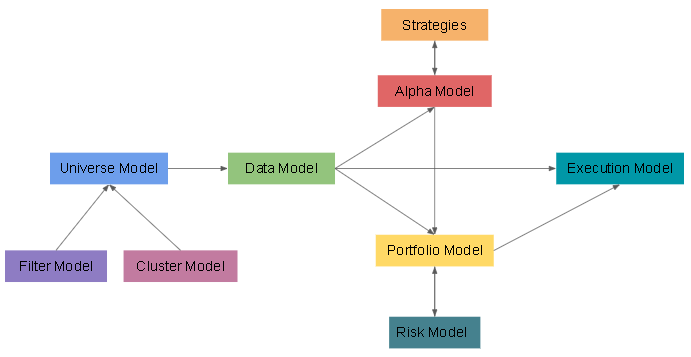 Strategies
Alpha Model
Universe Model
Data Model
Execution Model
Portfolio Model
Filter Model
Cluster Model
Risk Model